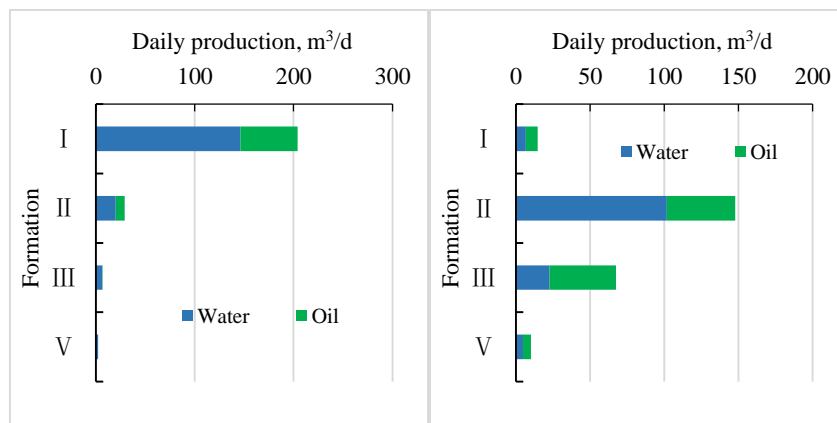 Daily production, m³/d
0 100 200 300
Formation
Ⅰ
Ⅱ
Ⅲ
Ⅴ
Water Oil
Daily production, m³/d
0 50 100 150 200
Formation
Ⅰ
Water Oil
Ⅱ
Ⅲ
Ⅴ